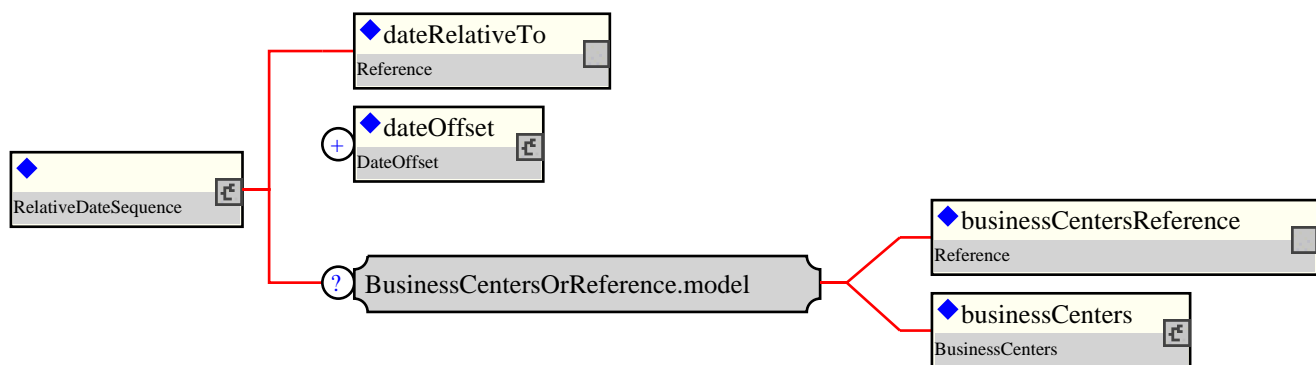 dateRelativeTo
Reference
+
dateOffset
DateOffset
RelativeDateSequence
?
BusinessCentersOrReference.model
businessCentersReference
Reference
businessCenters
BusinessCenters